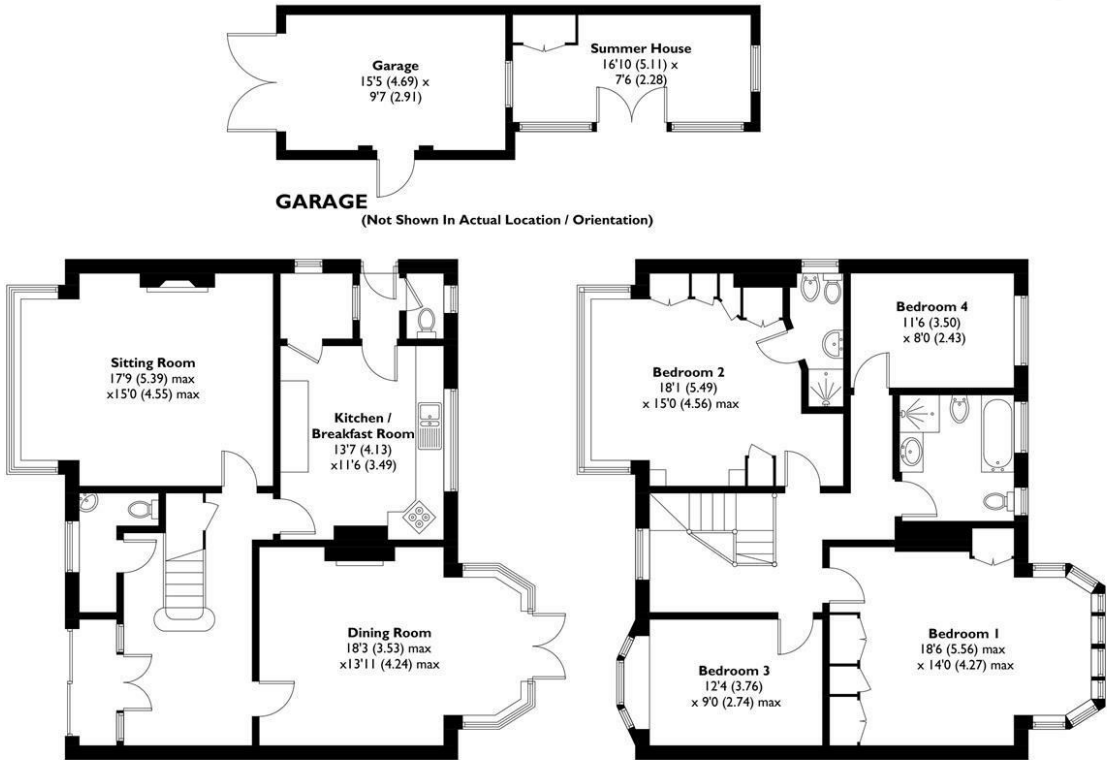 Garage
15'5 (4.69) x
9'7 (2.91)
Summer House
16'10 (5.11) x
7'6 (2.28)
GARAGE
(Not Shown In Actual Location / Orientation)
Sitting Room
17'9 (5.39) max
x15'0 (4.55) max
Kitchen /
Breakfast Room
13'7 (4.13)
x11'6 (3.49)
Dining Room
18'3 (3.53) max
x13'11 (4.24) max
Bedroom 2
18'1 (5.49)
x 15'0 (4.56) max
Bedroom 4
11'6 (3.50)
x 8'0 (2.43)
Bedroom 3
12'4 (3.76)
x 9'0 (2.74) max
Bedroom 1
18'6 (5.56) max
x 14'0 (4.27) max